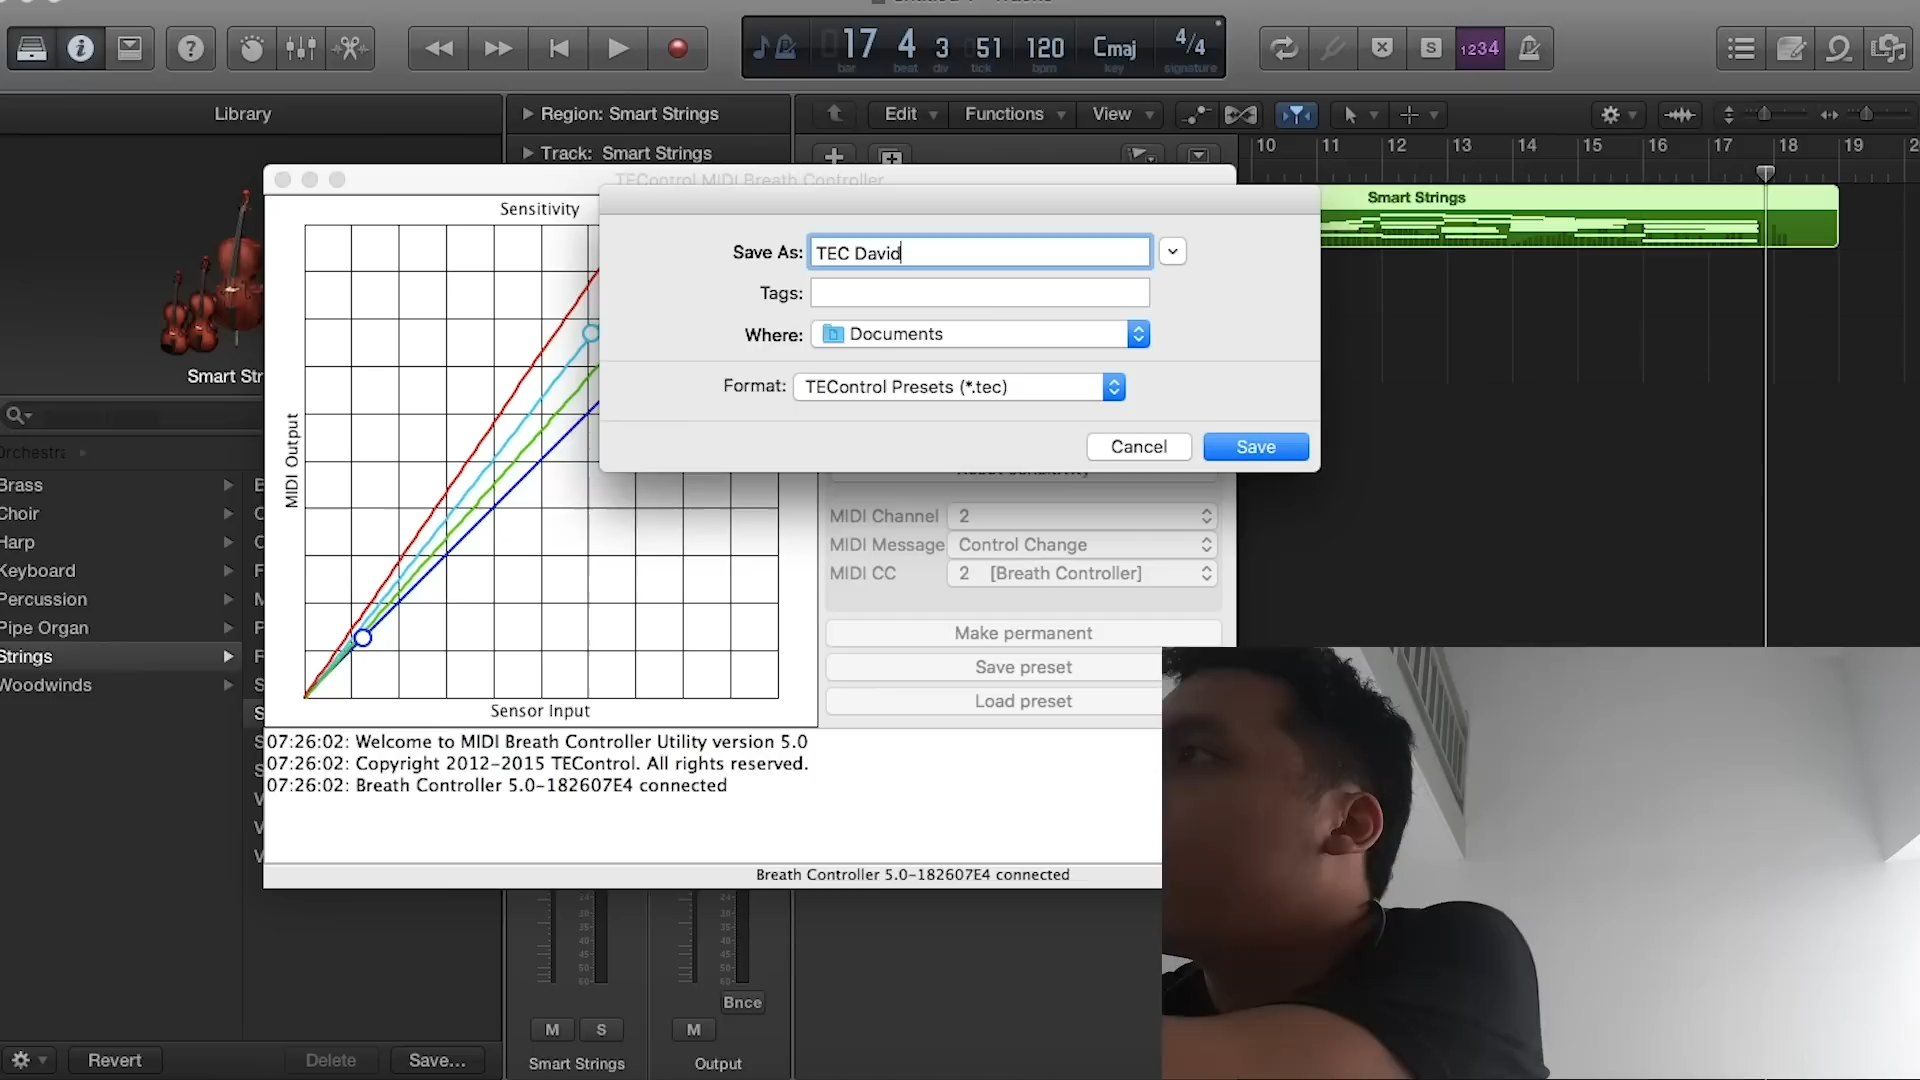 17 4 3 51 120 Cmaj 4/4
bar beat div tick bpm key signature
1234
S
Library
Region: Smart Strings
Track: Smart Strings
Edit
Functions
View
10 11 12 13 14 15 16 17 18 19
Smart Strings
TEControl MIDI Breath Controller
Sensitivity
Save As: TEC David
Tags:
Where: Documents
Format: TEControl Presets (*.tec)
Cancel
Save
MIDI Output
Sensor Input
MIDI Channel 2
MIDI Message Control Change
MIDI CC 2 [Breath Controller]
Make permanent
Save preset
Load preset
Smart Str
Brass
Choir
Harp
Keyboard
Percussion
Pipe Organ
Strings
Woodwinds
07:26:02: Welcome to MIDI Breath Controller Utility version 5.0
07:26:02: Copyright 2012-2015 TEControl. All rights reserved.
07:26:02: Breath Controller 5.0-182607E4 connected
Breath Controller 5.0-182607E4 connected
Bnce
M S M
Smart Strings
Output
Revert
Delete
Save...